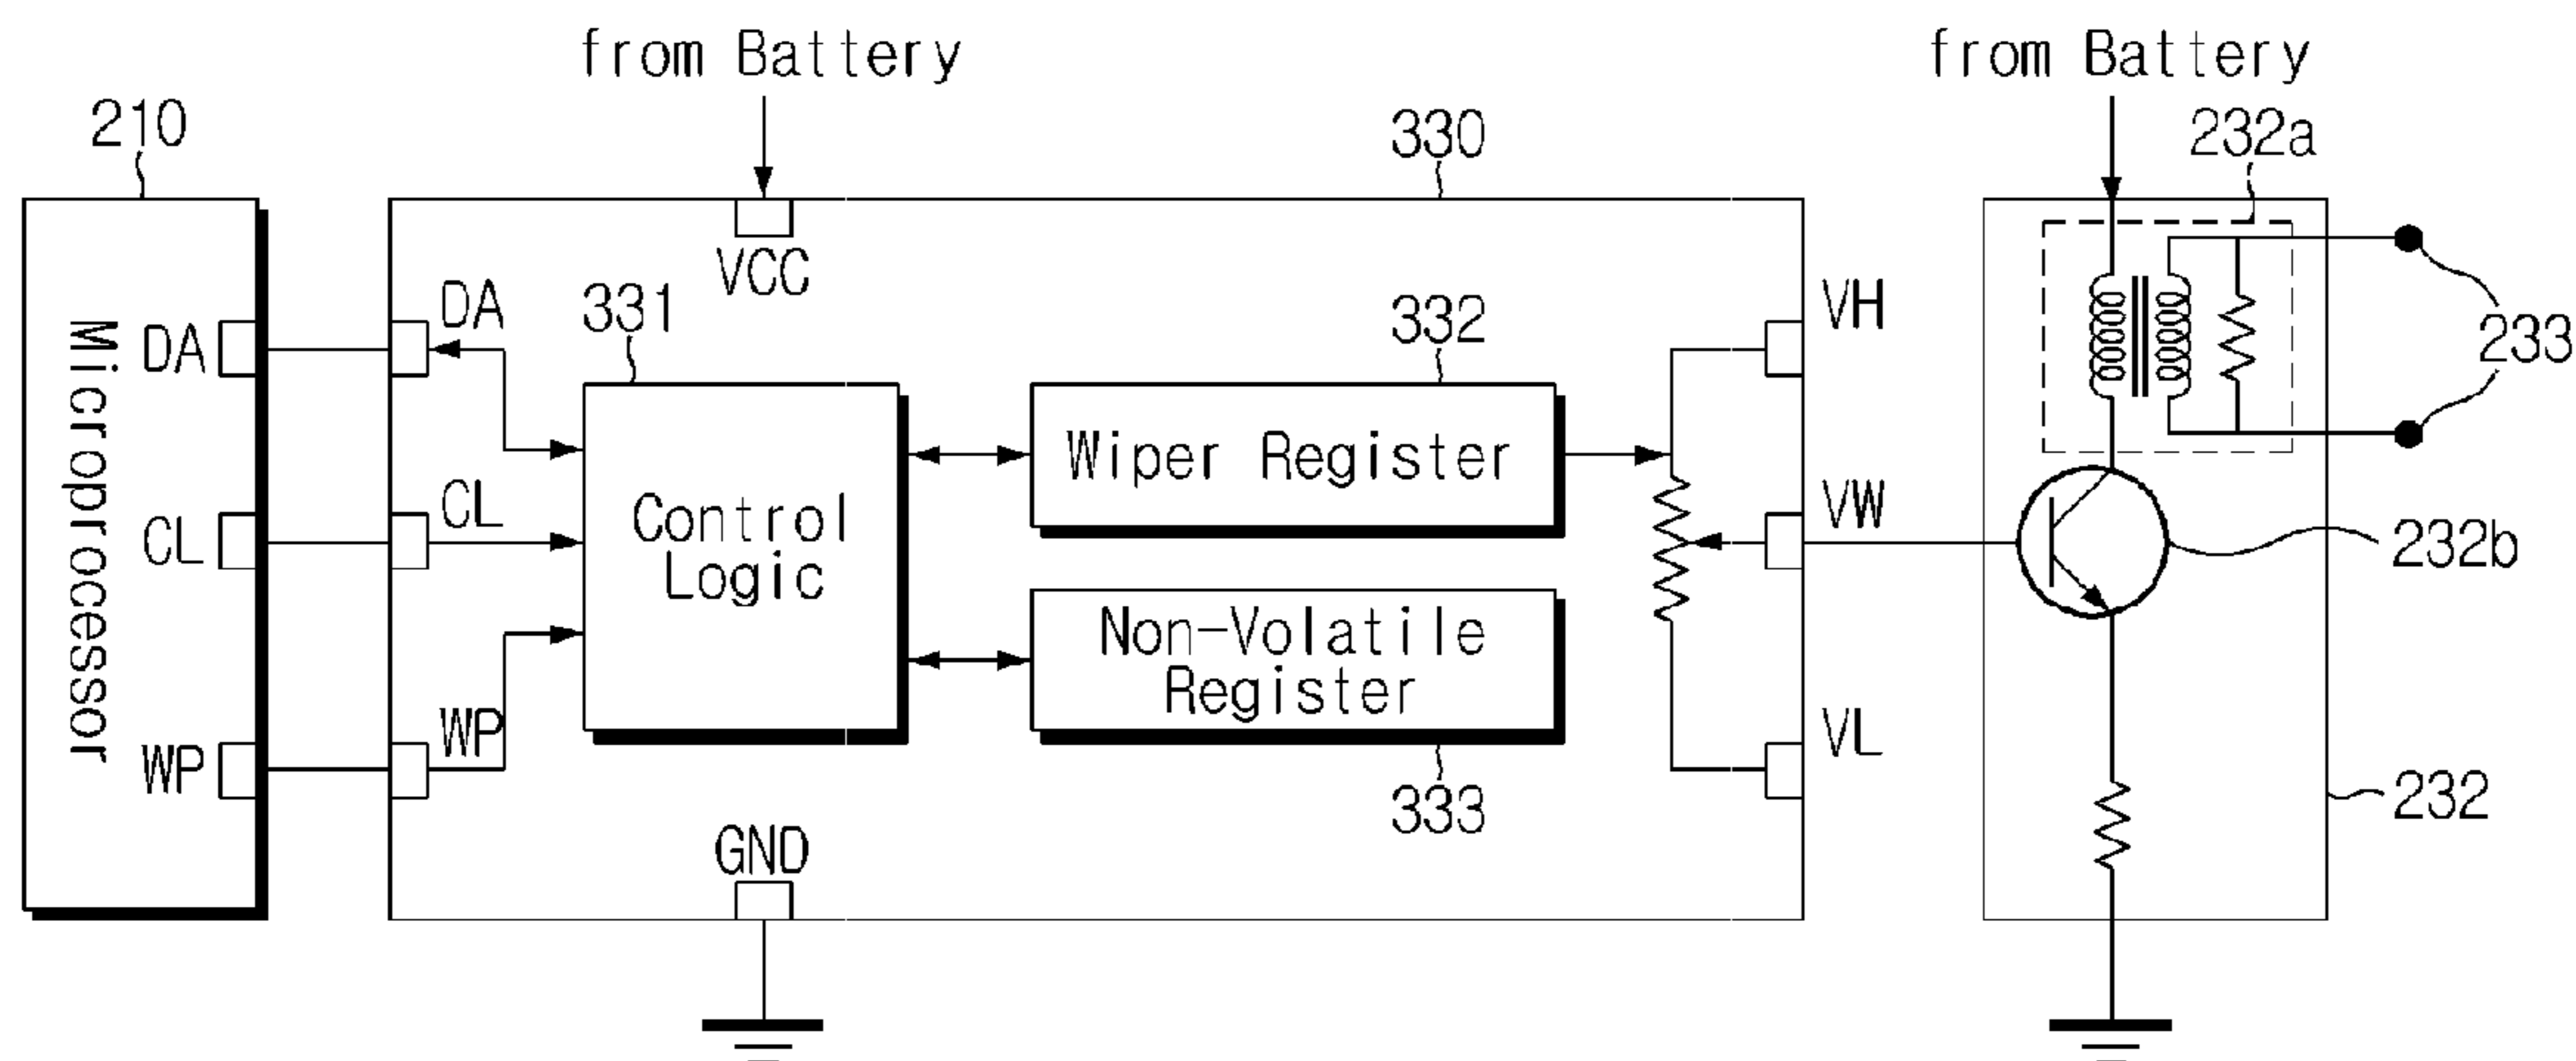 from Battery
from Battery
210
330
232a
VCC
DA
331
332
VH
233
Microprocessor
DA
Wiper Register
CL
VW
CL
Control
Logic
232b
Non-Volatile
Register
WP
WP
VL
333
232
GND